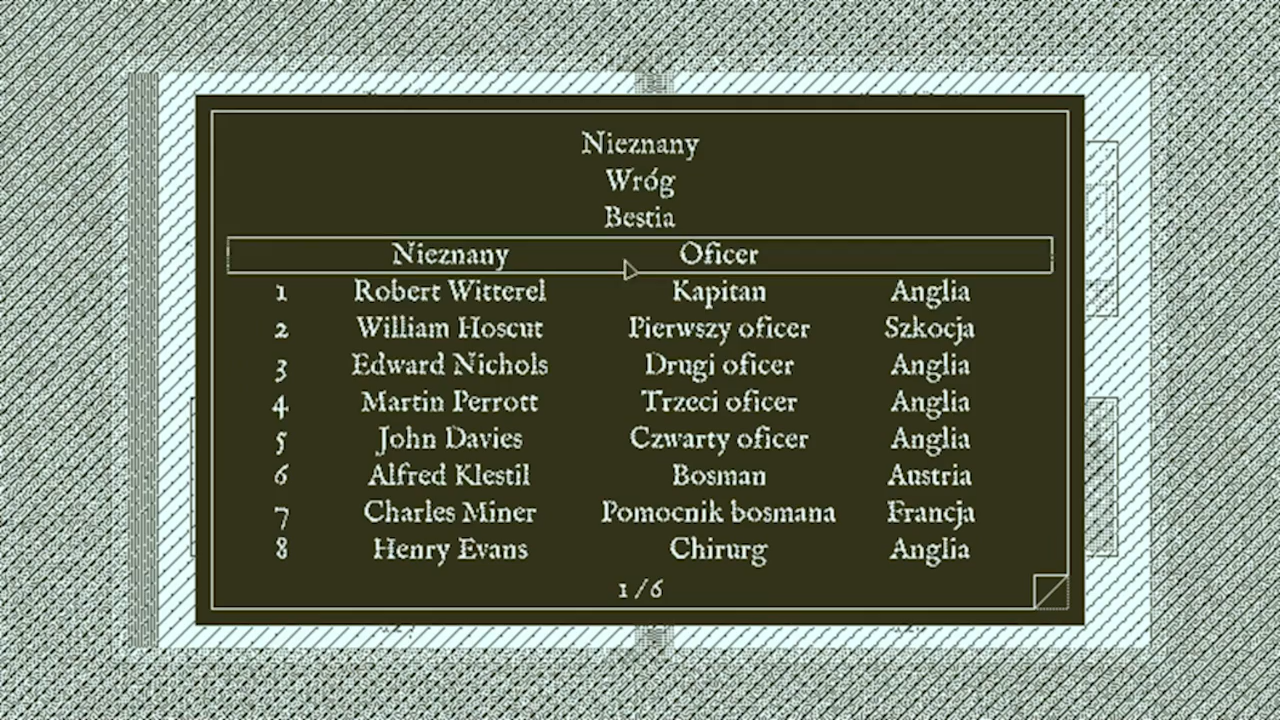 Nieznany
Wróg
Bestia
Nieznany Oficer
1 Robert Witterel Kapitan Anglia
2 William Hoscut Pierwszy oficer Szkocja
3 Edward Nichols Drugi oficer Anglia
4 Martin Perrott Trzeci oficer Anglia
5 John Davies Czwarty oficer Anglia
6 Alfred Klestil Bosman Austria
7 Charles Miner Pomocnik bosmana Francja
8 Henry Evans Chirurg Anglia
1/6